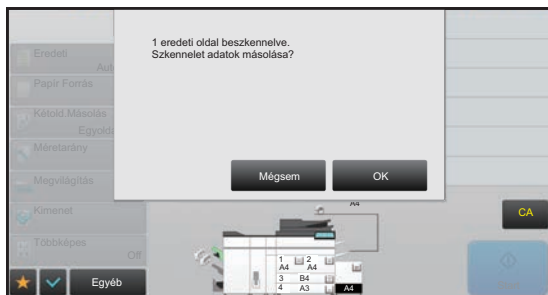 1 eredeti oldal beszkennelve.
Szkennelet adatok másolása?
Mégsem
OK
Eredeti
Auto
Papír Forrás
Kétold.Másolás
Egyolda
Méretarány
Megvilágítás
Kimenet
Többképes
Off
Egyéb
CA
A4
1 2
A4 A4
3 B4
4 A3
A4